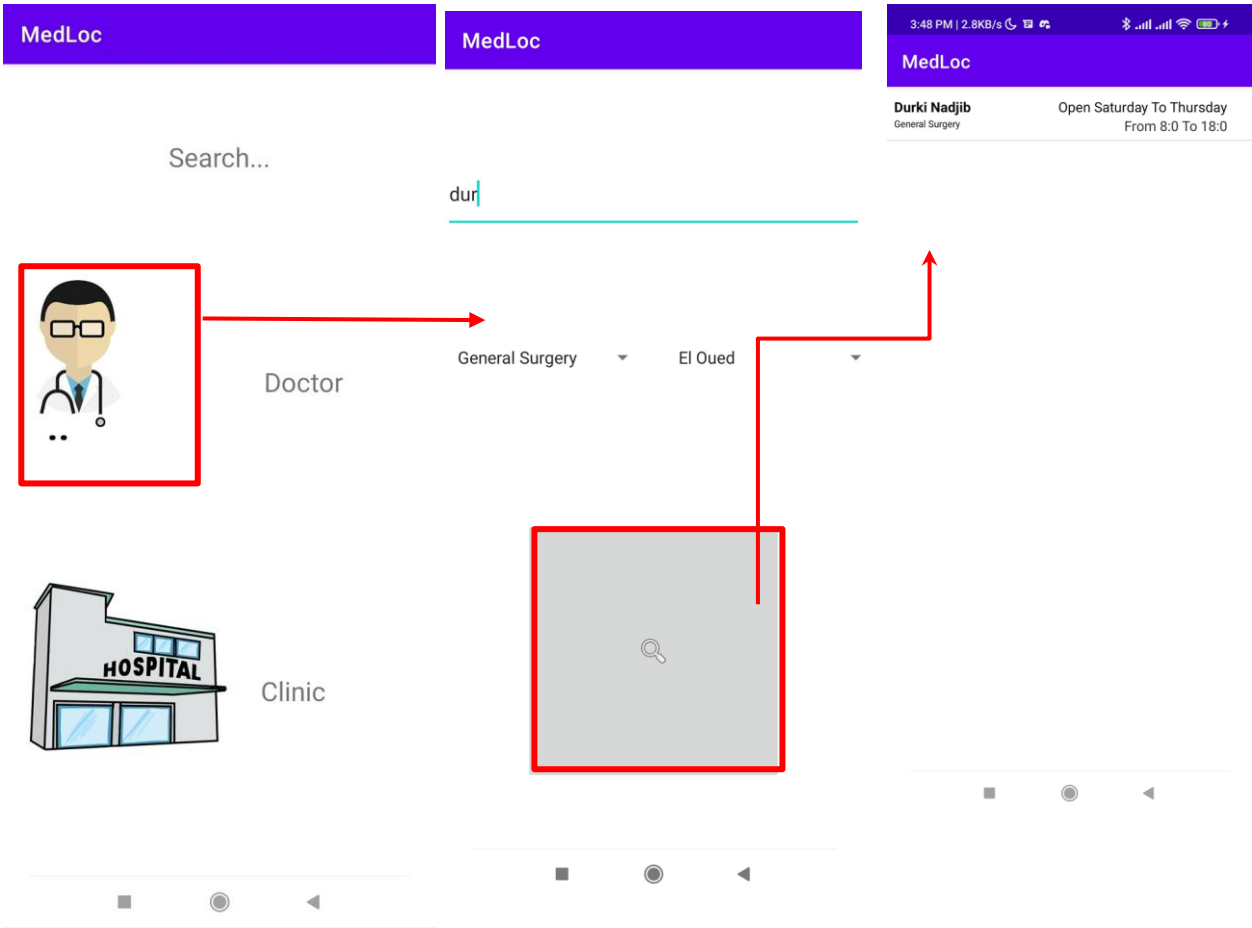 MedLoc
Search...
Doctor
HOSPITAL
Clinic
MedLoc
dur
General Surgery
El Oued
3:48 PM | 2.8KB/s
80
MedLoc
Durki Nadjib
Open Saturday To Thursday
General Surgery
From 8:0 To 18:0